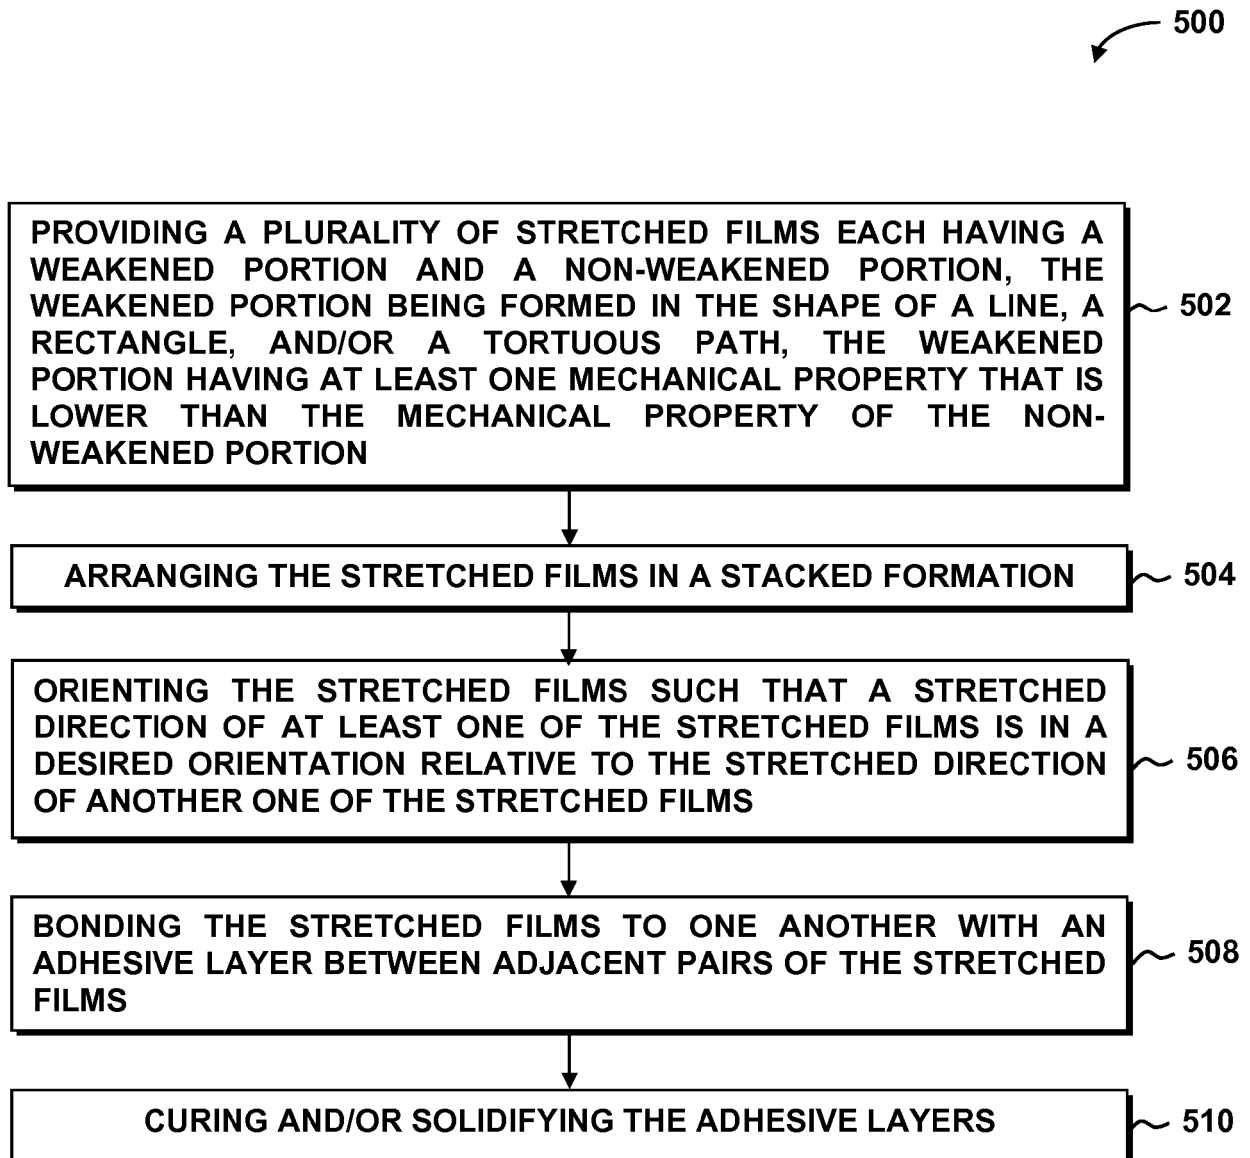 500
PROVIDING A PLURALITY OF STRETCHED FILMS EACH HAVING A
WEAKENED PORTION AND A NON-WEAKENED PORTION, THE
WEAKENED PORTION BEING FORMED IN THE SHAPE OF A LINE, A
RECTANGLE, AND/OR A TORTUOUS PATH, THE WEAKENED
PORTION HAVING AT LEAST ONE MECHANICAL PROPERTY THAT IS
LOWER THAN THE MECHANICAL PROPERTY OF THE NON-
WEAKENED PORTION
502
ARRANGING THE STRETCHED FILMS IN A STACKED FORMATION
504
ORIENTING THE STRETCHED FILMS SUCH THAT A STRETCHED
DIRECTION OF AT LEAST ONE OF THE STRETCHED FILMS IS IN A
DESIRED ORIENTATION RELATIVE TO THE STRETCHED DIRECTION
OF ANOTHER ONE OF THE STRETCHED FILMS
506
BONDING THE STRETCHED FILMS TO ONE ANOTHER WITH AN
ADHESIVE LAYER BETWEEN ADJACENT PAIRS OF THE STRETCHED
FILMS
508
CURING AND/OR SOLIDIFYING THE ADHESIVE LAYERS
510